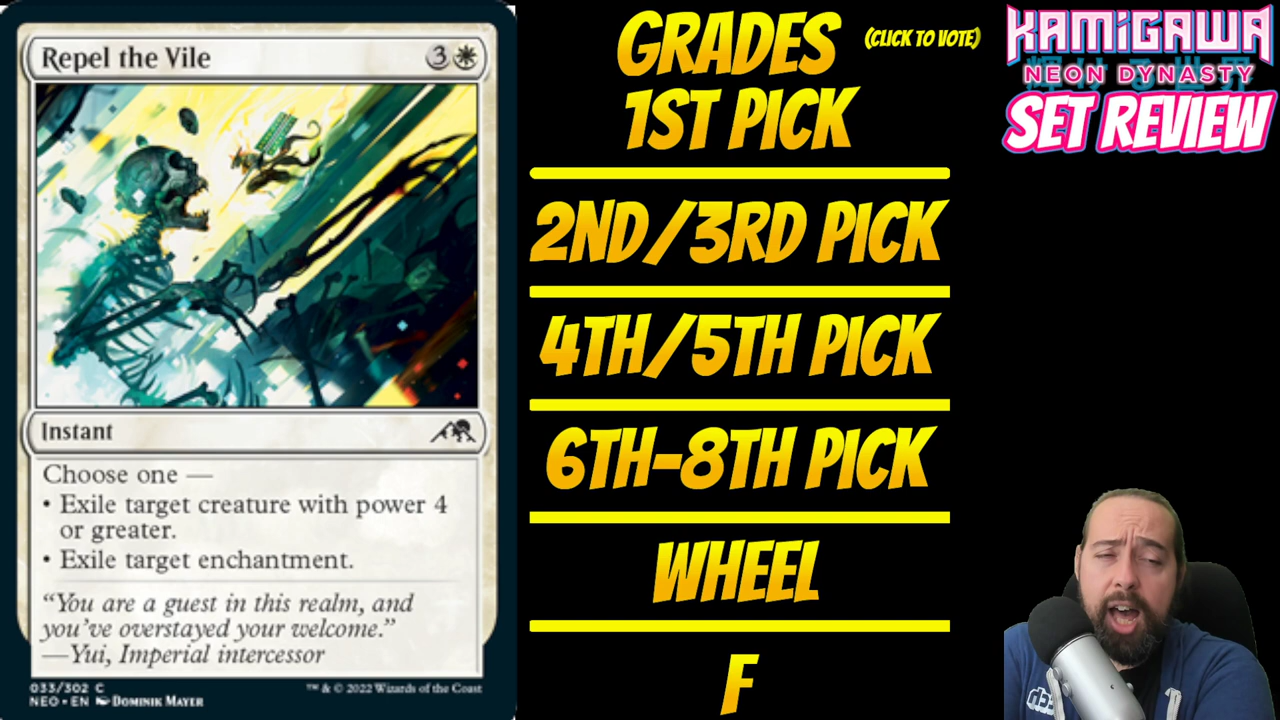 Repel the Vile 3
Instant
Choose one —
• Exile target creature with power 4
or greater.
• Exile target enchantment.
“You are a guest in this realm, and
you’ve overstayed your welcome.”
—Yui, Imperial intercessor
033/302 C
NEO • EN DOMINIK MAYER
™ & © 2022 Wizards of the Coast
GRADES
(CLICK TO VOTE)
1ST PICK
2ND/3RD PICK
4TH/5TH PICK
6TH-8TH PICK
WHEEL
F
KAMIGAWA
NEON DYNASTY
SET REVIEW